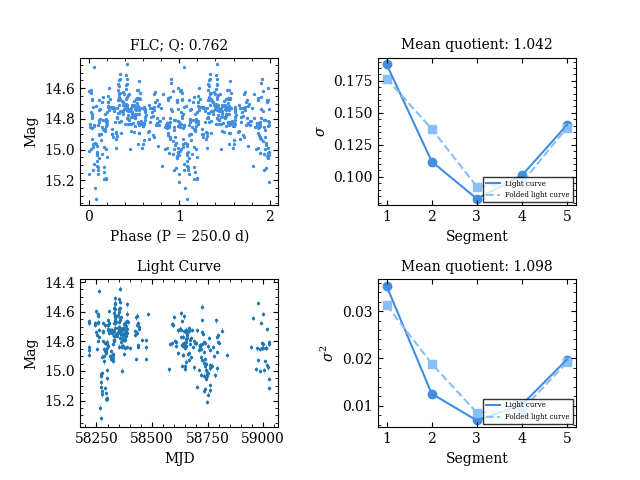 FLC; Q: 0.762
Mag
14.6
14.8
15.0
15.2
0
1
2
Phase (P = 250.0 d)
Mean quotient: 1.042
σ
0.175
0.150
0.125
0.100
Light curve
Folded light curve
1
2
3
4
5
Segment
Light Curve
Mag
14.4
14.6
14.8
15.0
15.2
58250
58500
58750
59000
MJD
Mean quotient: 1.098
σ²
0.03
0.02
0.01
Light curve
Folded light curve
1
2
3
4
5
Segment